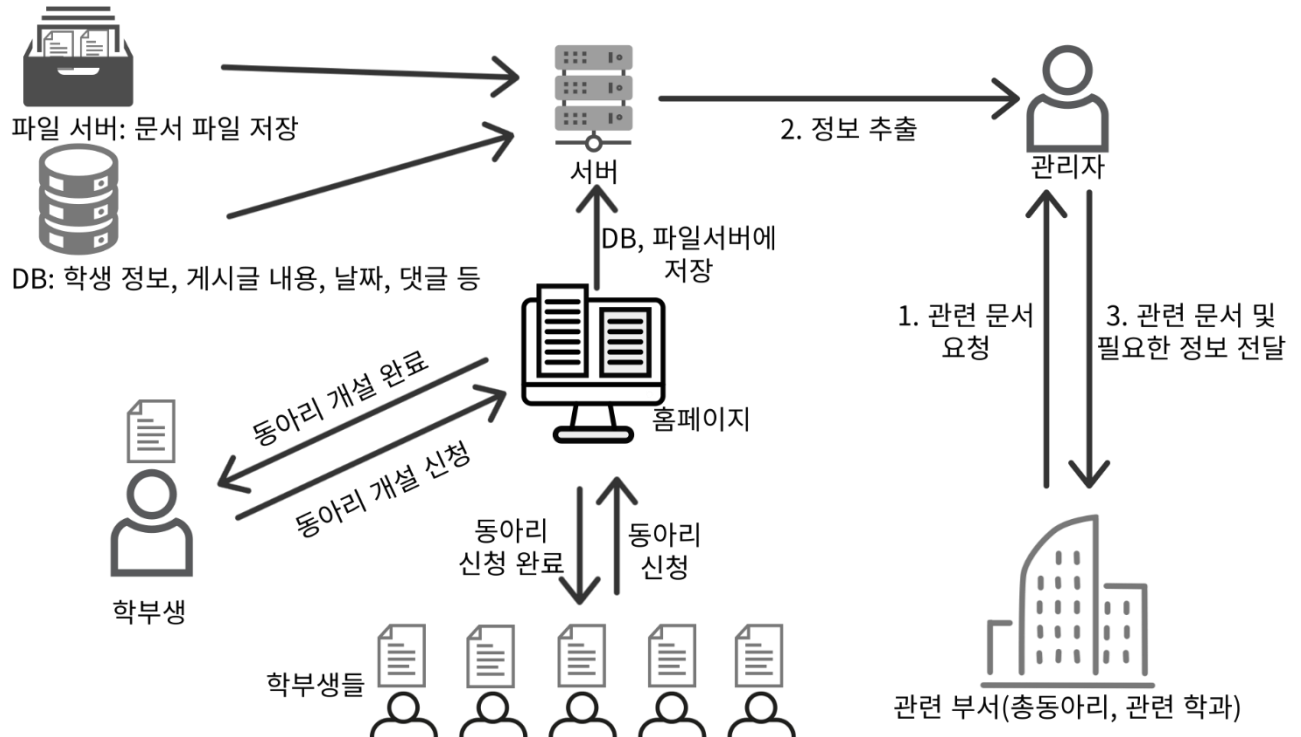 파일 서버: 문서 파일 저장
서버
2. 정보 추출
관리자
DB: 학생 정보, 게시글 내용, 날짜, 댓글 등
DB, 파일서버에
저장
1. 관련 문서
요청
3. 관련 문서 및
필요한 정보 전달
동아리 개설 완료
동아리 개설 신청
홈페이지
동아리
신청 완료
동아리
신청
학부생
학부생들
관련 부서(총동아리, 관련 학과)